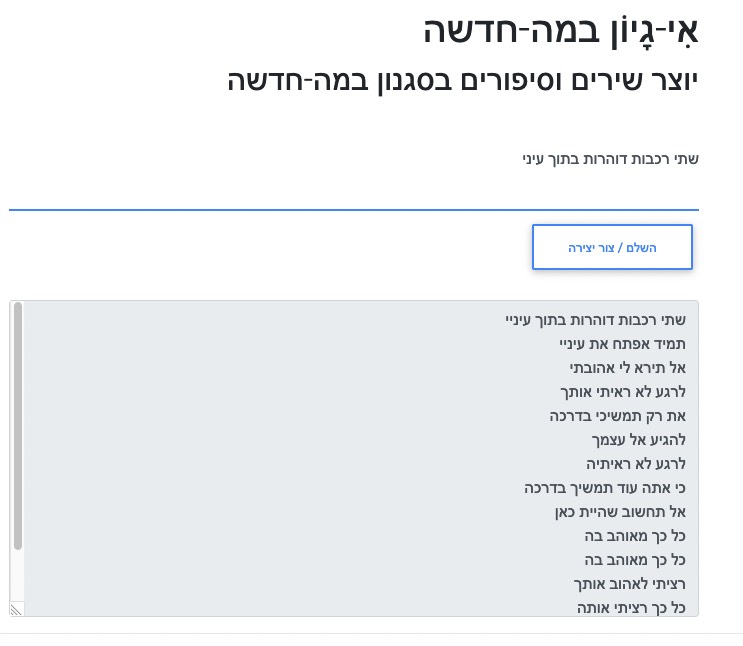 אִי-גָיוֹן במה-חדשה
יוצר שירים וסיפורים בסגנון במה-חדשה
שתי רכבות דוהרות בתוך עיני
השלם / צור יצירה
שתי רכבות דוהרות בתוך עיניי
תמיד אפתח את עיניי
אל תירא לי אהובתי
לרגע לא ראיתי אותך
את רק תמשיכי בדרכה
להגיע אל עצמך
לרגע לא ראיתיה
כי אתה עוד תמשיך בדרכה
אל תחשוב שהיית כאן
כל כך מאוהב בה
כל כך מאוהב בה
רציתי לאהוב אותך
כל כך רציתי אותה